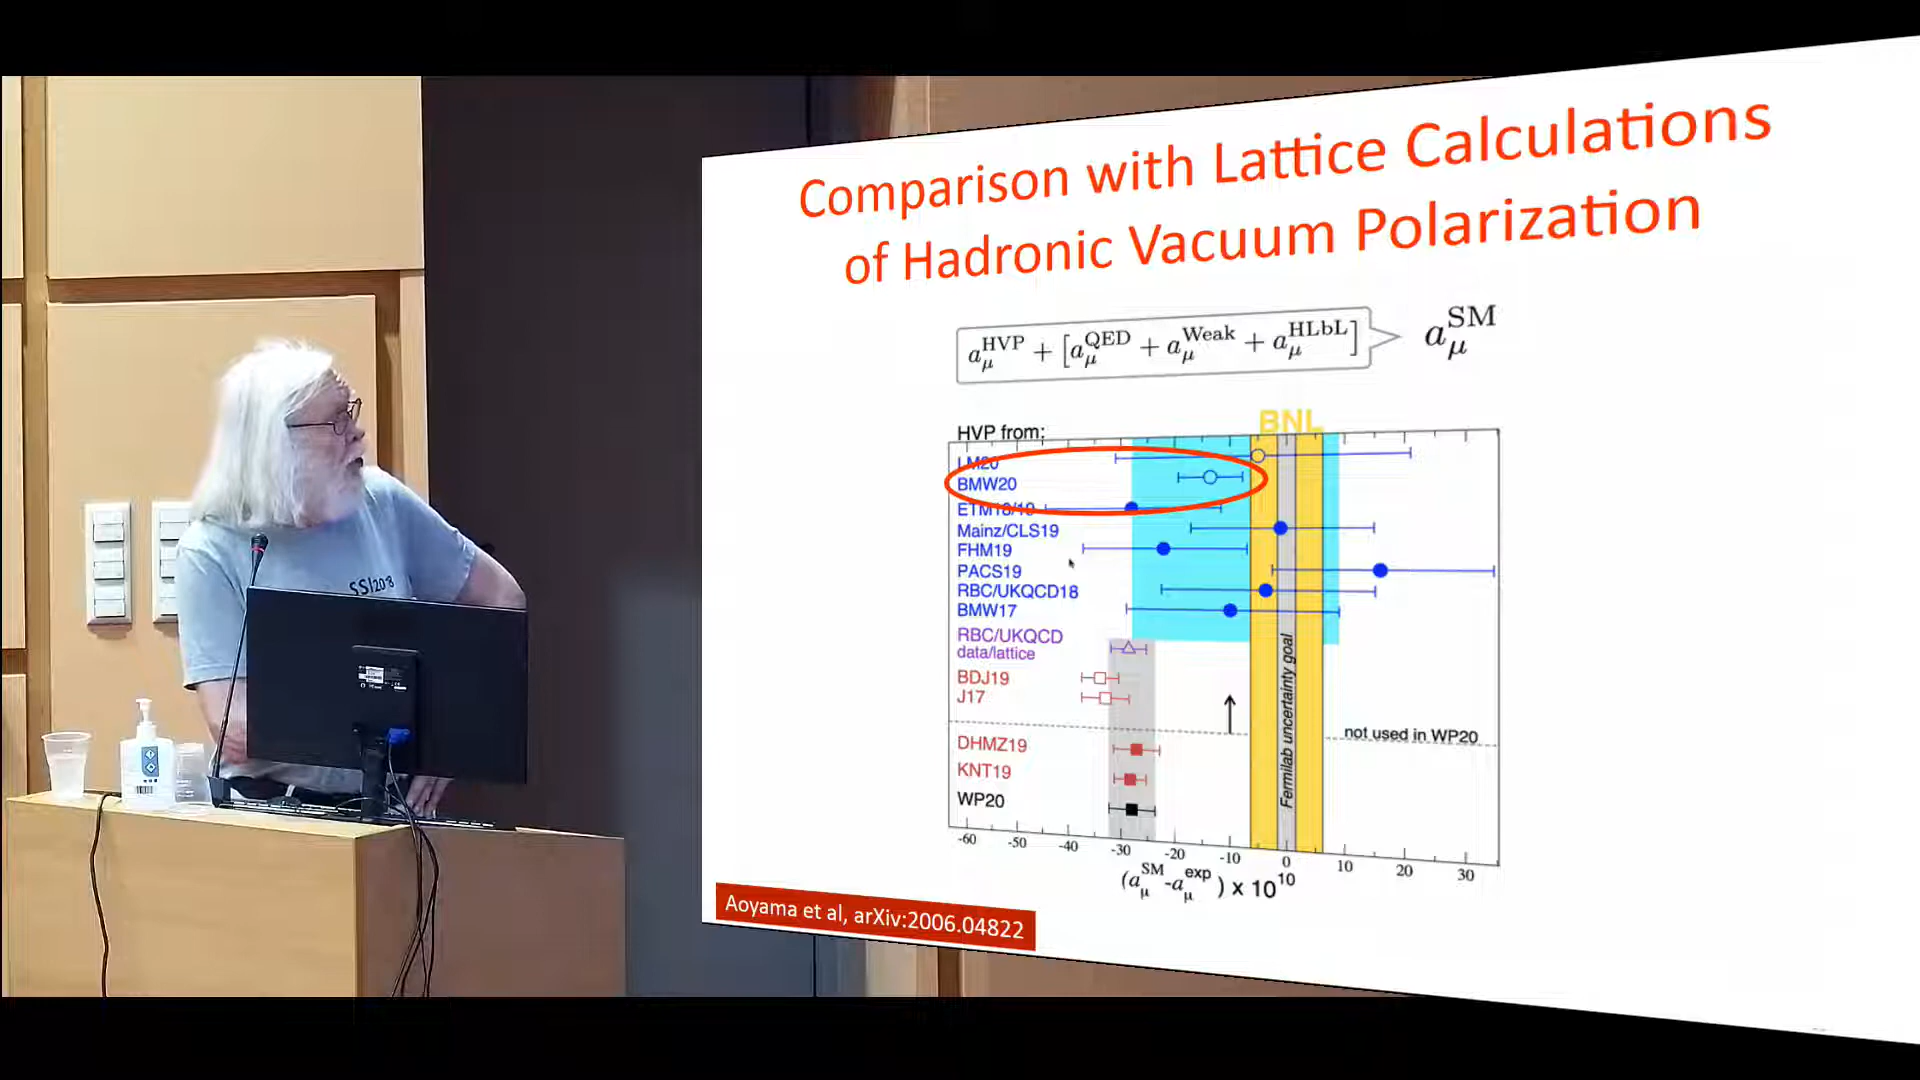 Comparison with Lattice Calculations
of Hadronic Vacuum Polarization
a_μ^HVP + [a_μ^QED + a_μ^Weak + a_μ^HLbL]
a_μ^SM
BNL
HVP from:
LM20
BMW20
ETM18/19
Mainz/CLS19
FHM19
PACS19
RBC/UKQCD18
BMW17
RBC/UKQCD
data/lattice
BDJ19
J17
not used in WP20
DHMZ19
KNT19
WP20
Fermilab uncertainty goal
-60 -50 -40 -30 -20 -10 0 10 20 30
(a_μ^SM - a_μ^exp) x 10^10
Aoyama et al, arXiv:2006.04822